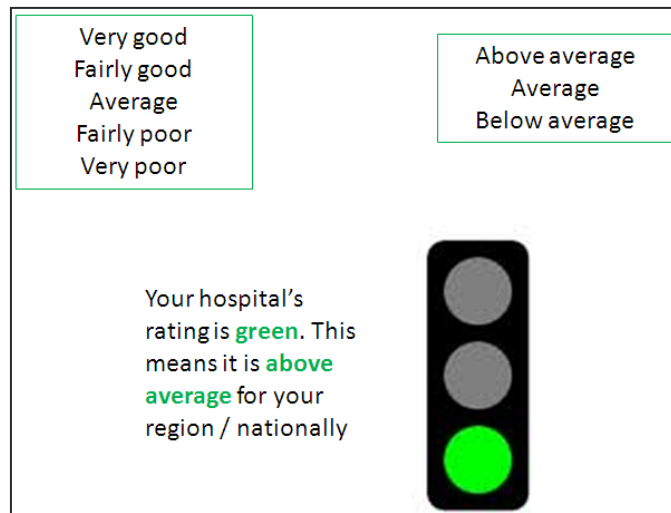 Very good
Fairly good
Average
Fairly poor
Very poor
Above average
Average
Below average
Your hospital’s
rating is green. This
means it is above
average for your
region / nationally